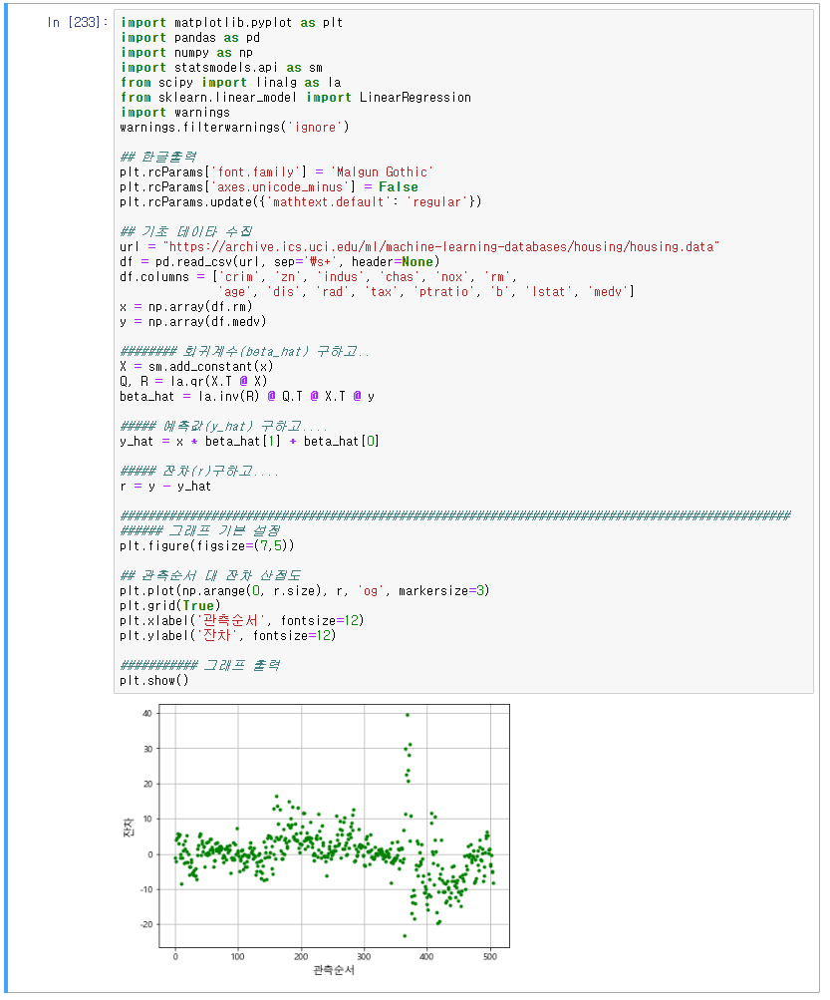 In [233]:
import matplotlib.pyplot as plt
import pandas as pd
import numpy as np
import statsmodels.api as sm
from scipy import linalg as la
from sklearn.linear_model import LinearRegression
import warnings
warnings.filterwarnings('ignore')
## 한글출력
plt.rcParams['font.family'] = 'Malgun Gothic'
plt.rcParams['axes.unicode_minus'] = False
plt.rcParams.update({'mathtext.default': 'regular'})
## 기초 데이타 수집
url = "https://archive.ics.uci.edu/ml/machine-learning-databases/housing/housing.data"
df = pd.read_csv(url, sep='₩s+', header=None)
df.columns = ['crim', 'zn', 'indus', 'chas', 'nox', 'rm',
'age', 'dis', 'rad', 'tax', 'ptratio', 'b', 'lstat', 'medv']
x = np.array(df.rm)
y = np.array(df.medv)
######## 회귀계수(beta_hat) 구하고..
X = sm.add_constant(x)
Q, R = la.qr(X.T @ X)
beta_hat = la.inv(R) @ Q.T @ X.T @ y
##### 예측값(y_hat) 구하고....
y_hat = x * beta_hat[1] + beta_hat[0]
##### 잔차(r)구하고....
r = y - y_hat
############################################################################################
###### 그래프 기본 설정
plt.figure(figsize=(7,5))
## 관측순서 대 잔차 산점도
plt.plot(np.arange(0, r.size), r, 'og', markersize=3)
plt.grid(True)
plt.xlabel('관측순서', fontsize=12)
plt.ylabel('잔차', fontsize=12)
########### 그래프 출력
plt.show()
40
30
20
10
0
-10
-20
잔차
0 100 200 300 400 500
관측순서